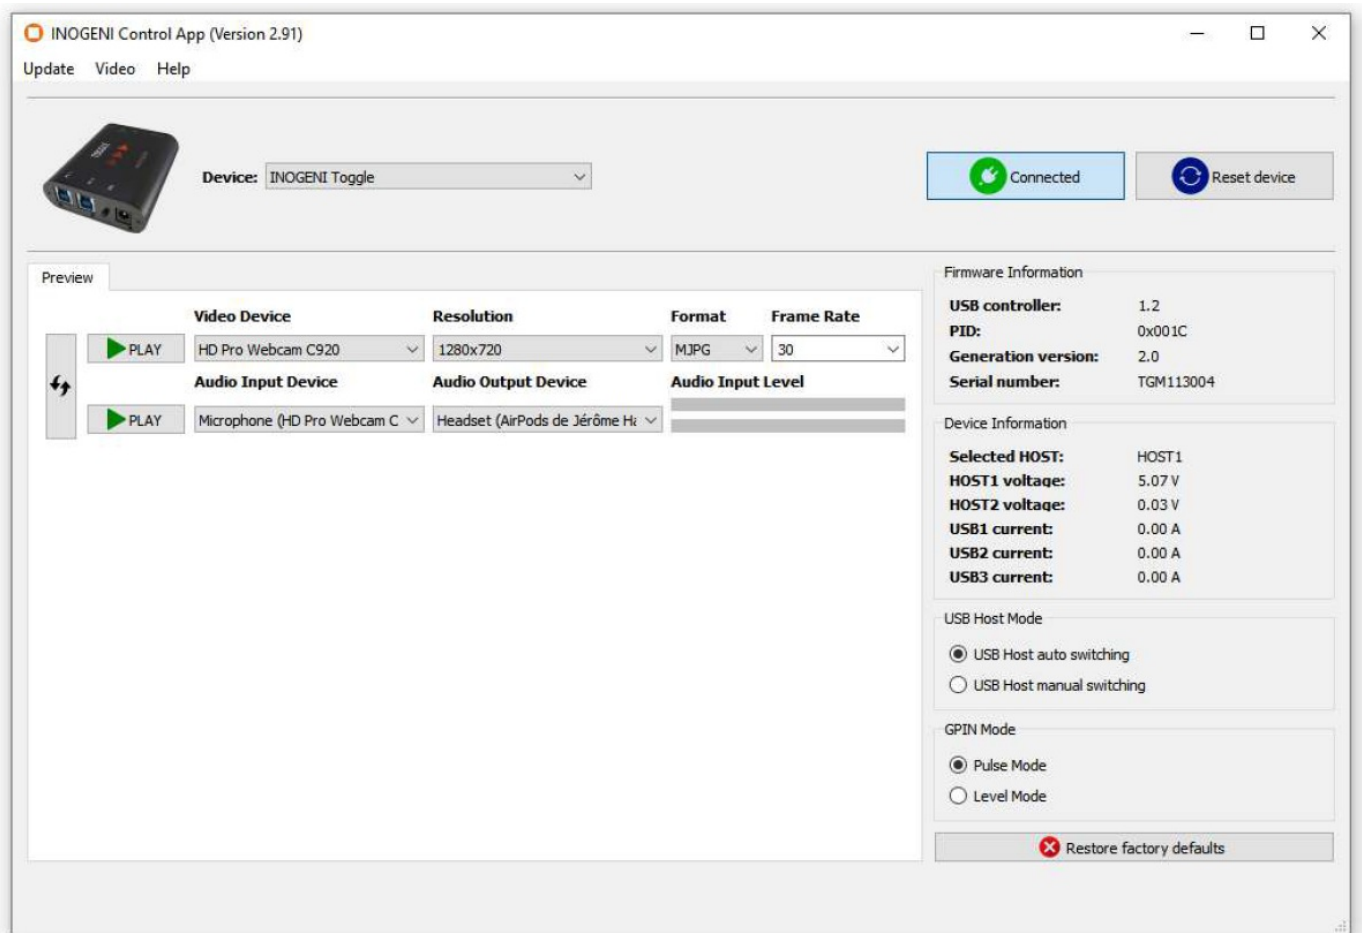 INOGENI Control App (Version 2.91)
Update Video Help
Device: INOGENI Toggle
Connected
Reset device
Preview
Video Device Resolution Format Frame Rate
PLAY HD Pro Webcam C920 1280x720 MJPG 30
Audio Input Device Audio Output Device Audio Input Level
PLAY Microphone (HD Pro Webcam C Headset (AirPods de Jérôme Ha
Firmware Information
USB controller: 1.2
PID: 0x001C
Generation version: 2.0
Serial number: TGM113004
Device Information
Selected HOST: HOST1
HOST1 voltage: 5.07 V
HOST2 voltage: 0.03 V
USB1 current: 0.00 A
USB2 current: 0.00 A
USB3 current: 0.00 A
USB Host Mode
USB Host auto switching
USB Host manual switching
GPIN Mode
Pulse Mode
Level Mode
Restore factory defaults